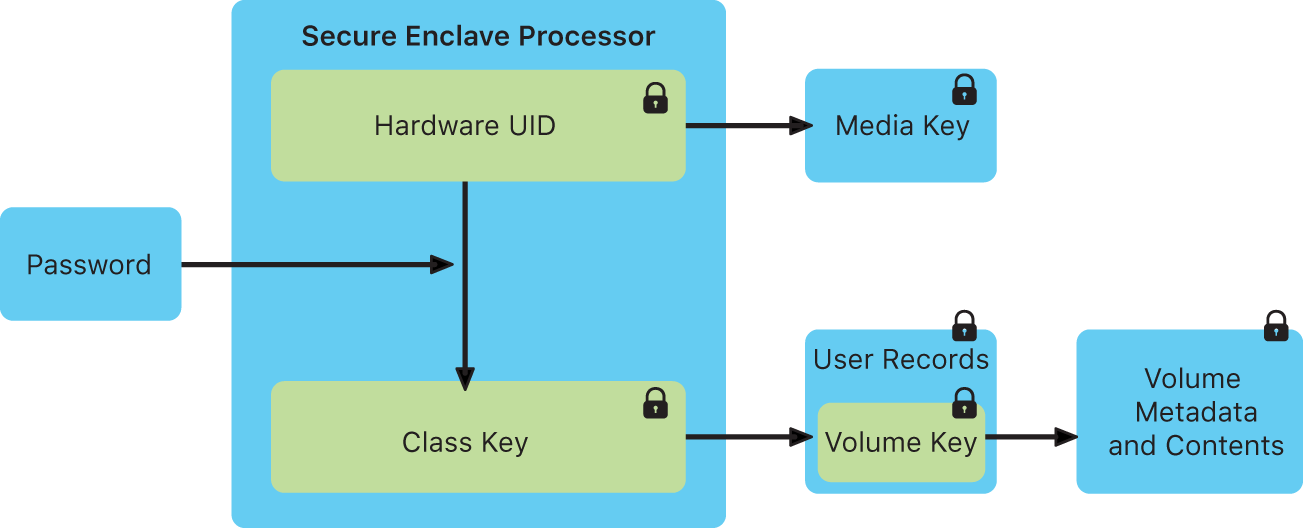 Secure Enclave Processor
Hardware UID
Media Key
Password
User Records
Class Key
Volume Key
Volume
Metadata
and Contents